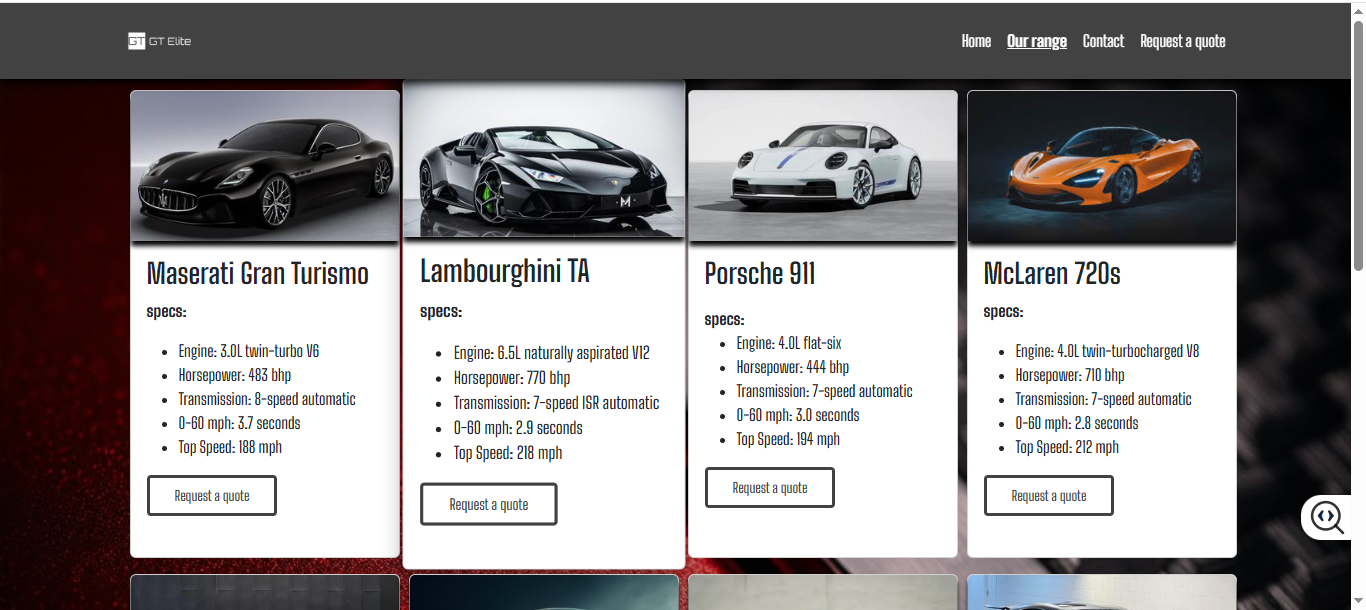 GT GT Elite
Home Our range Contact Request a quote
Maserati Gran Turismo
specs:
Engine: 3.0L twin-turbo V6
Horsepower: 483 bhp
Transmission: 8-speed automatic
0-60 mph: 3.7 seconds
Top Speed: 188 mph
Request a quote
M
Lambourghini TA
specs:
Engine: 6.5L naturally aspirated V12
Horsepower: 770 bhp
Transmission: 7-speed ISR automatic
0-60 mph: 2.9 seconds
Top Speed: 218 mph
Request a quote
Porsche 911
specs:
Engine: 4.0L flat-six
Horsepower: 444 bhp
Transmission: 7-speed automatic
0-60 mph: 3.0 seconds
Top Speed: 194 mph
Request a quote
McLaren 720s
specs:
Engine: 4.0L twin-turbocharged V8
Horsepower: 710 bhp
Transmission: 7-speed automatic
0-60 mph: 2.8 seconds
Top Speed: 212 mph
Request a quote